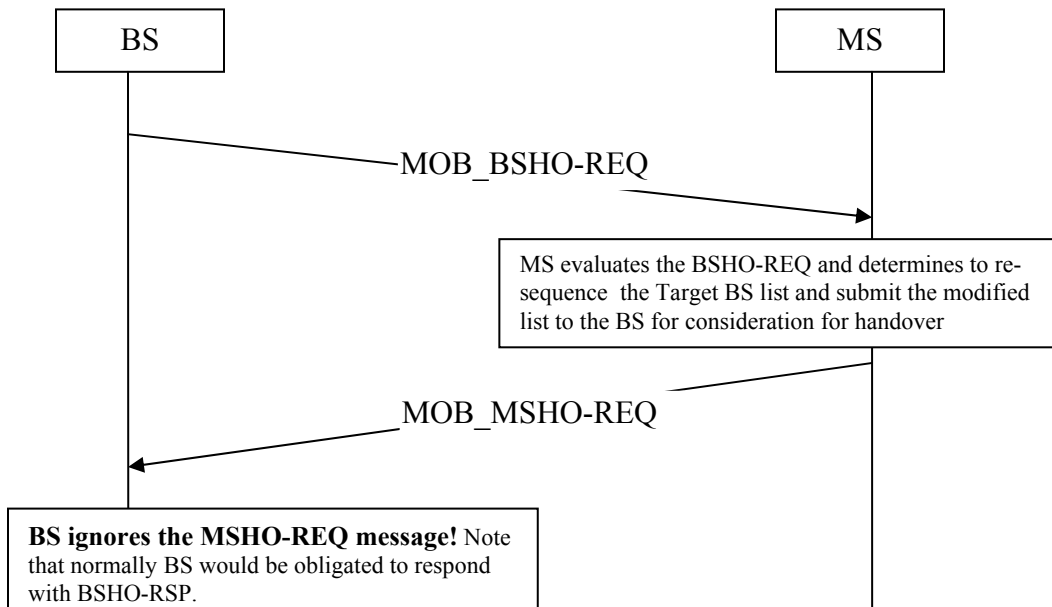 BS
MS
MOB_BSHO-REQ
MS evaluates the BSHO-REQ and determines to re-
sequence the Target BS list and submit the modified
list to the BS for consideration for handover
MOB_MSHO-REQ
BS ignores the MSHO-REQ message! Note
that normally BS would be obligated to respond
with BSHO-RSP.